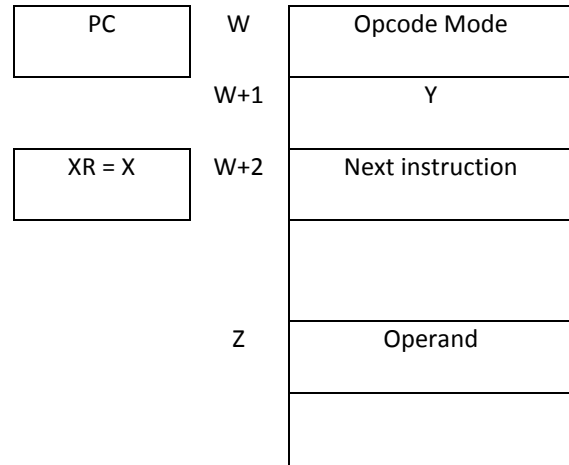 PC W Opcode Mode
W+1 Y
XR = X W+2 Next instruction
Z Operand